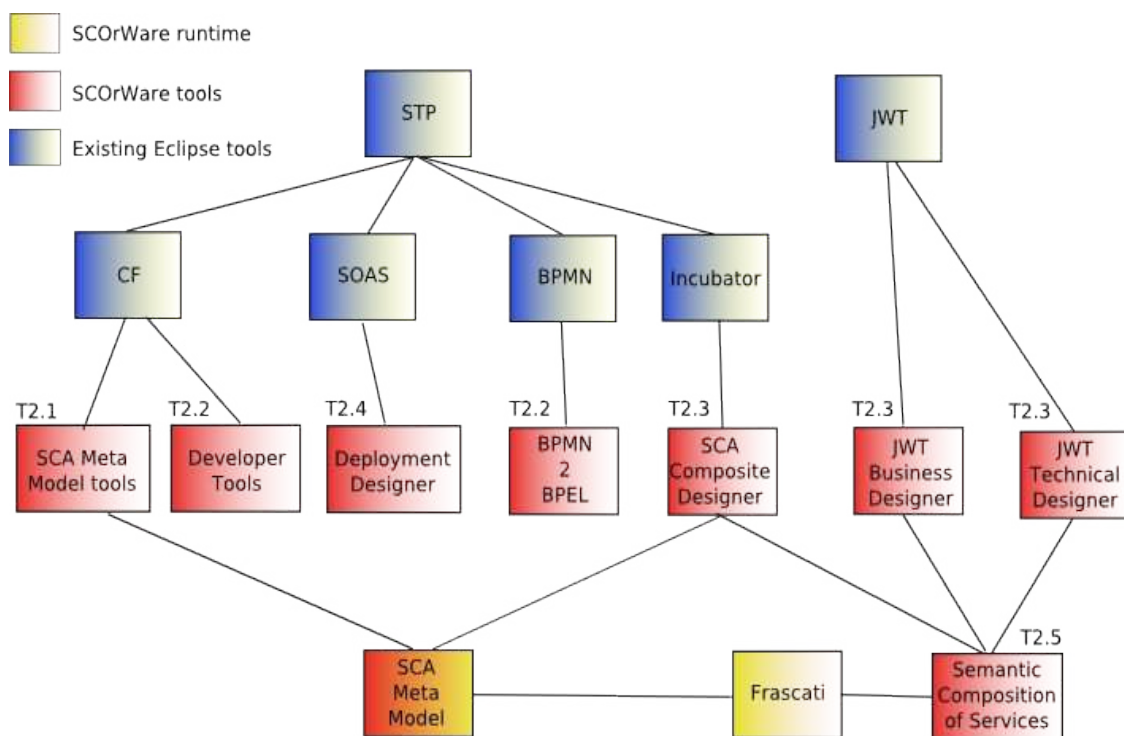 SCOrWare runtime
SCOrWare tools
Existing Eclipse tools
STP
JWT
CF
SOAS
BPMN
Incubator
T2.1
SCA Meta
Model tools
T2.2
Developer
Tools
T2.4
Deployment
Designer
T2.2
BPMN
2
BPEL
T2.3
SCA
Composite
Designer
T2.3
JWT
Business
Designer
T2.3
JWT
Technical
Designer
SCA
Meta
Model
Frascati
T2.5
Semantic
Composition
of Services